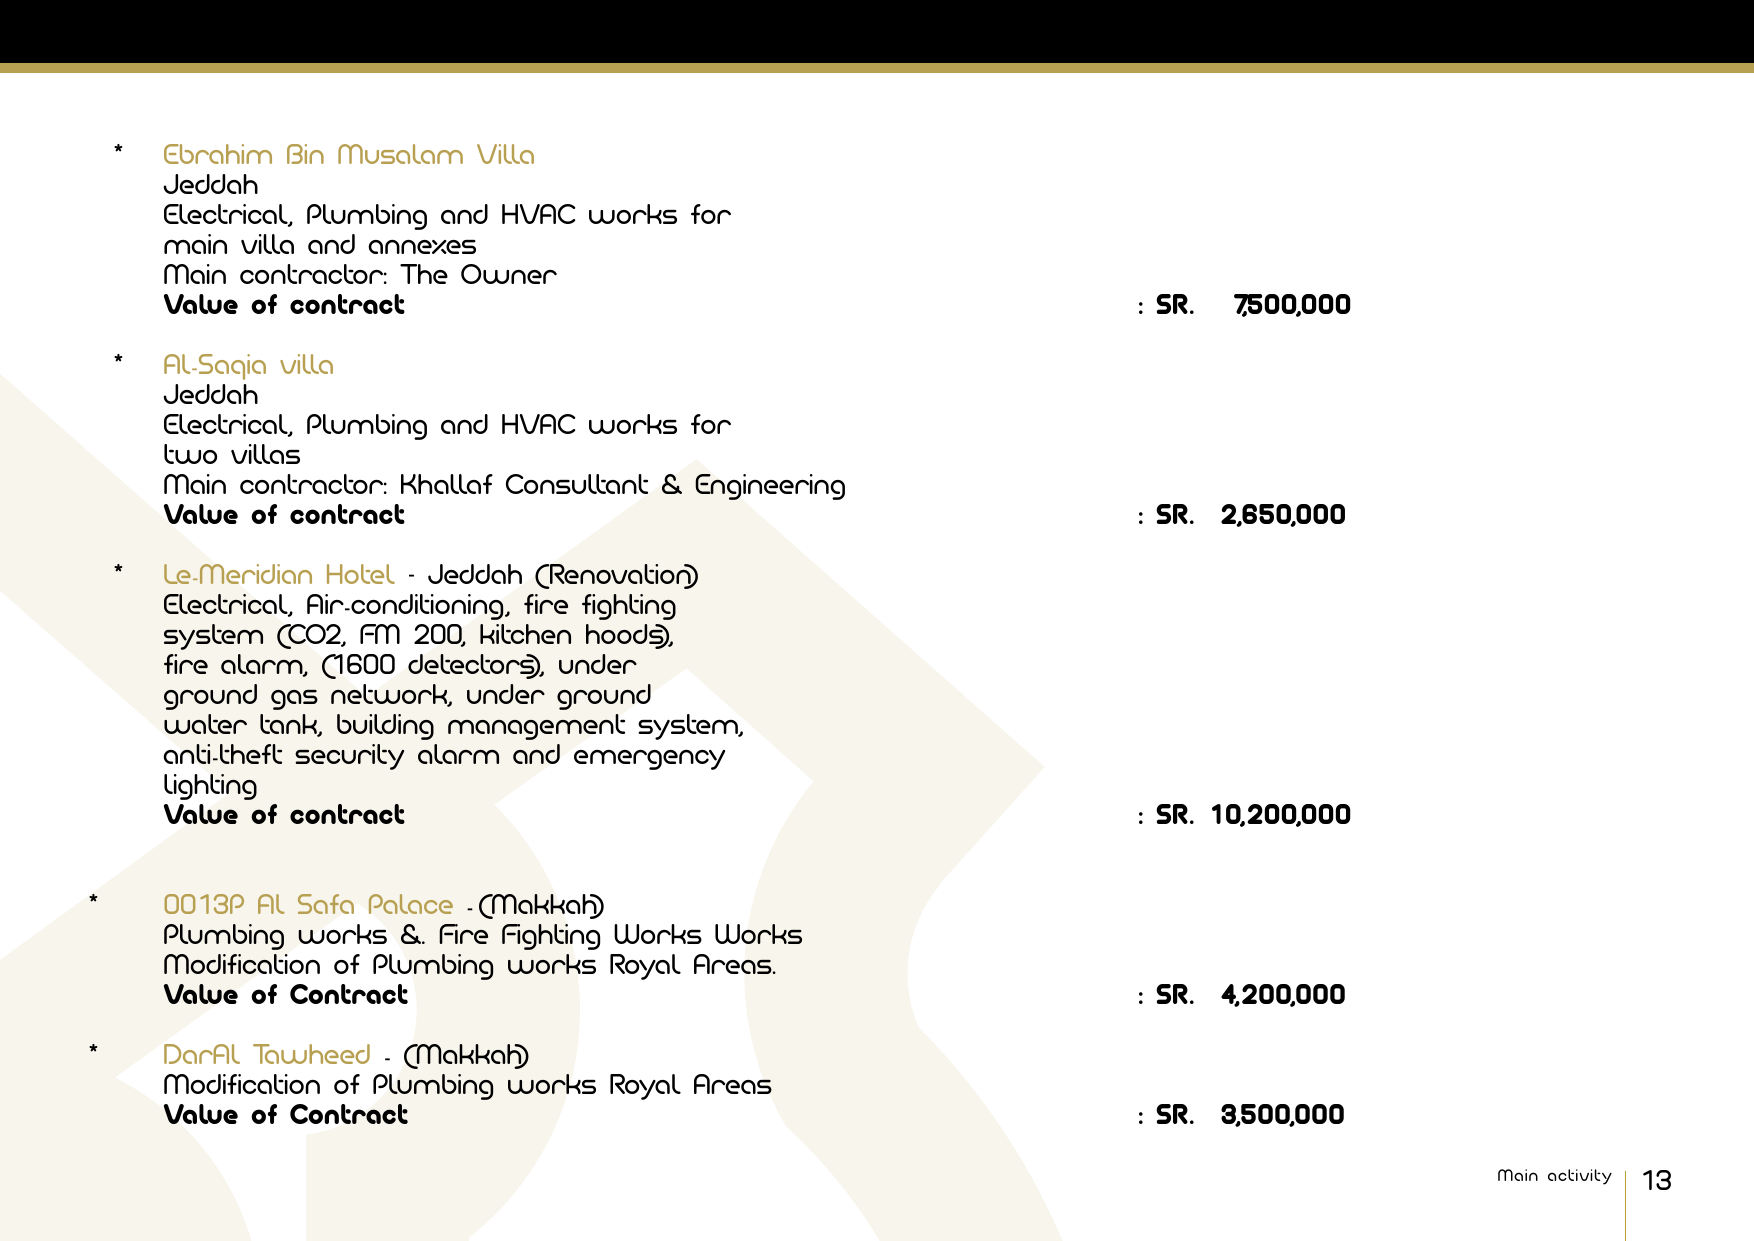 * Ebrahim Bin Musalam Villa
Jeddah
Electrical, Plumbing and HVAC works for
main villa and annexes
Main contractor: The Owner
Value of contract : SR. 7,500,000
* Al-Saqia villa
Jeddah
Electrical, Plumbing and HVAC works for
two villas
Main contractor: Khallaf Consultant & Engineering
Value of contract : SR. 2,650,000
* Le-Meridian Hotel - Jeddah (Renovation)
Electrical, Air-conditioning, fire fighting
system (CO2, FM 200, kitchen hoods),
fire alarm, (1600 detectors), under
ground gas network, under ground
water tank, building management system,
anti-theft security alarm and emergency
lighting
Value of contract : SR. 10,200,000
* 0013P Al Safa Palace - (Makkah)
Plumbing works &. Fire Fighting Works Works
Modification of Plumbing works Royal Areas.
Value of Contract : SR. 4,200,000
* DarAl Tawheed - (Makkah)
Modification of Plumbing works Royal Areas
Value of Contract : SR. 3,500,000
Main activity 13